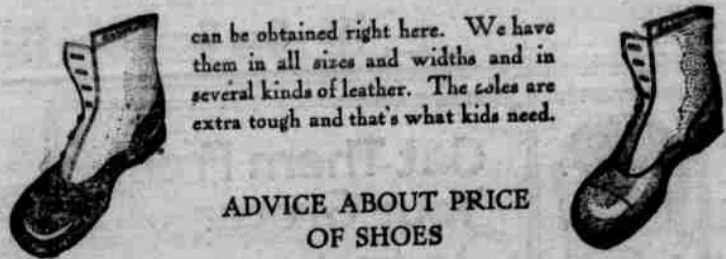 can be obtained right here. We have
them in all sizes and widths and in
several kinds of leather. The soles are
extra tough and that's what kids need.
ADVICE ABOUT PRICE
OF SHOES